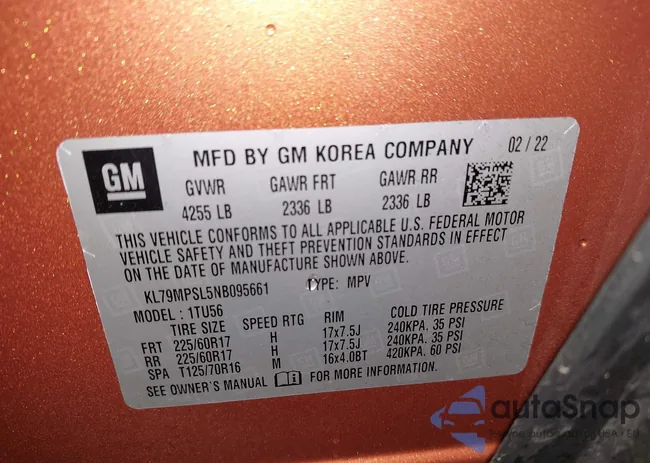 GM
MFD BY GM KOREA COMPANY 02 / 22
GVWR GAWR FRT GAWR RR
4255 LB 2336 LB 2336 LB
THIS VEHICLE CONFORMS TO ALL APPLICABLE U.S. FEDERAL MOTOR
VEHICLE SAFETY AND THEFT PREVENTION STANDARDS IN EFFECT
ON THE DATE OF MANUFACTURE SHOWN ABOVE.
KL79MPSL5NB095661 TYPE: MPV
MODEL : 1TU56
TIRE SIZE SPEED RTG RIM COLD TIRE PRESSURE
FRT 225/60R17 H 17x7.5J 240KPA. 35 PSI
RR 225/60R17 H 17x7.5J 240KPA. 35 PSI
SPA T125/70R16 M 16x4.0BT 420KPA. 60 PSI
SEE OWNER'S MANUAL FOR MORE INFORMATION.
autoSnap